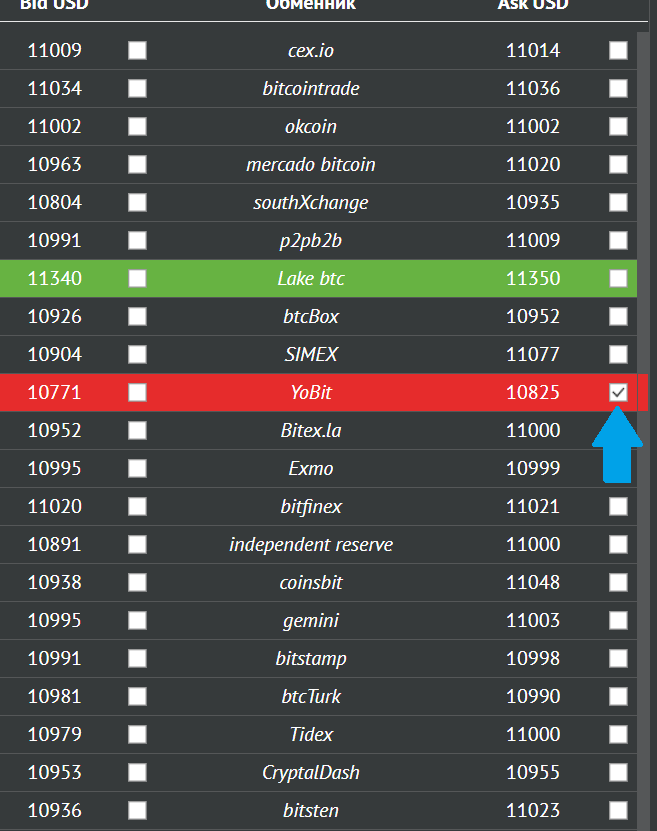 Bid USD Обменник Ask USD
11009 cex.io 11014
11034 bitcointrade 11036
11002 okcoin 11002
10963 mercado bitcoin 11020
10804 southXchange 10935
10991 p2pb2b 11009
11340 Lake btc 11350
10926 btcBox 10952
10904 SIMEX 11077
10771 YoBit 10825
10952 Bitex.la 11000
10995 Exmo 10999
11020 bitfinex 11021
10891 independent reserve 11000
10938 coinsbit 11048
10995 gemini 11003
10991 bitstamp 10998
10981 btcTurk 10990
10979 Tidex 11000
10953 CryptalDash 10955
10936 bitsten 11023